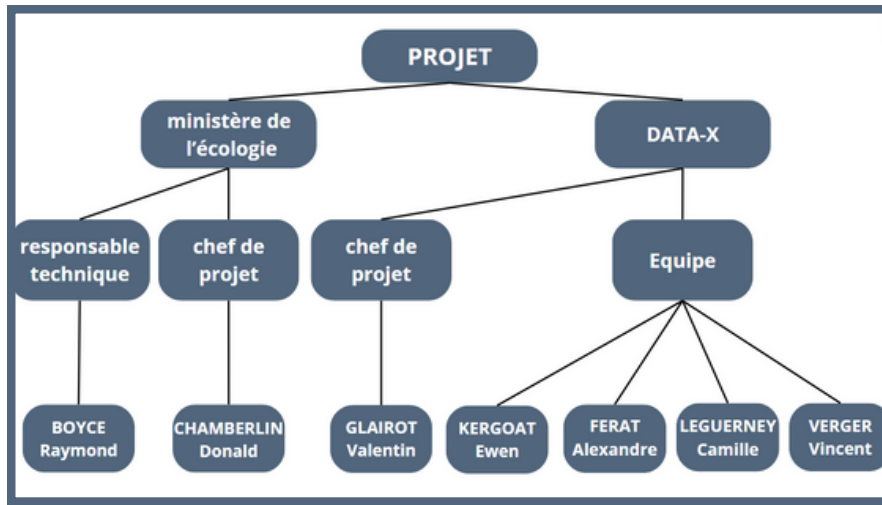 PROJET
ministère de
l'écologie
DATA-X
responsable
technique
chef de
projet
chef de
projet
Equipe
BOYCE
Raymond
CHAMBERLIN
Donald
GLAIROT
Valentin
KERGOAT
Ewen
FERAT
Alexandre
LEGUERNEY
Camille
VERGER
Vincent